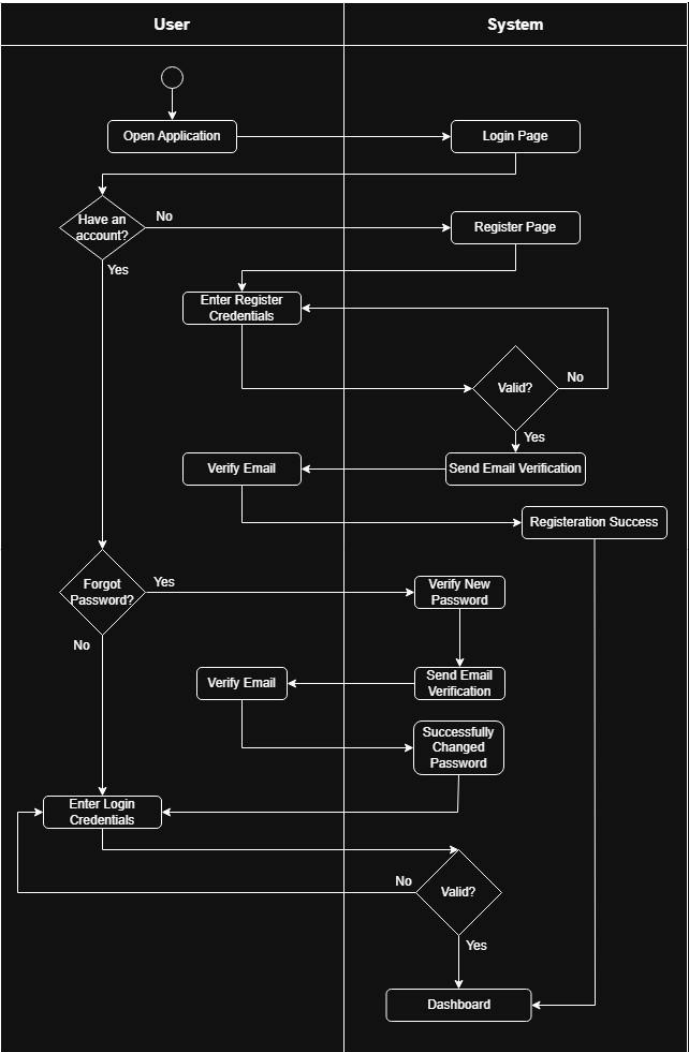 User
System
Open Application
Login Page
Have an
account?
No
Register Page
Yes
Enter Register
Credentials
Valid?
No
Yes
Verify Email
Send Email Verification
Registeration Success
Forgot
Password?
Yes
Verify New
Password
No
Verify Email
Send Email
Verification
Successfully
Changed
Password
Enter Login
Credentials
No
Valid?
Yes
Dashboard